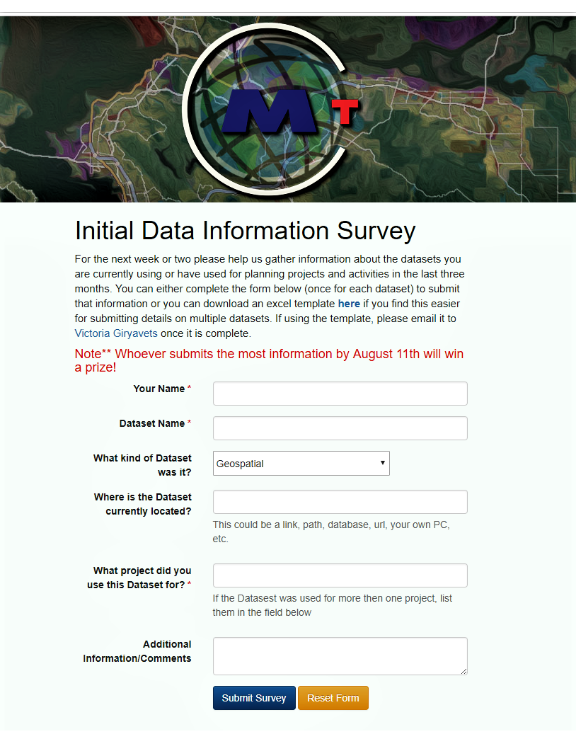 M T
Initial Data Information Survey
For the next week or two please help us gather information about the datasets you
are currently using or have used for planning projects and activities in the last three
months. You can either complete the form below (once for each dataset) to submit
that information or you can download an excel template here if you find this easier
for submitting details on multiple datasets. If using the template, please email it to
Victoria Giryavets once it is complete.
Note** Whoever submits the most information by August 11th will win
a prize!
Your Name *
Dataset Name *
What kind of Dataset
was it?
Geospatial
Where is the Dataset
currently located?
This could be a link, path, database, url, your own PC,
etc.
What project did you
use this Dataset for? *
If the Datasest was used for more then one project, list
them in the field below
Additional
Information/Comments
Submit Survey Reset Form